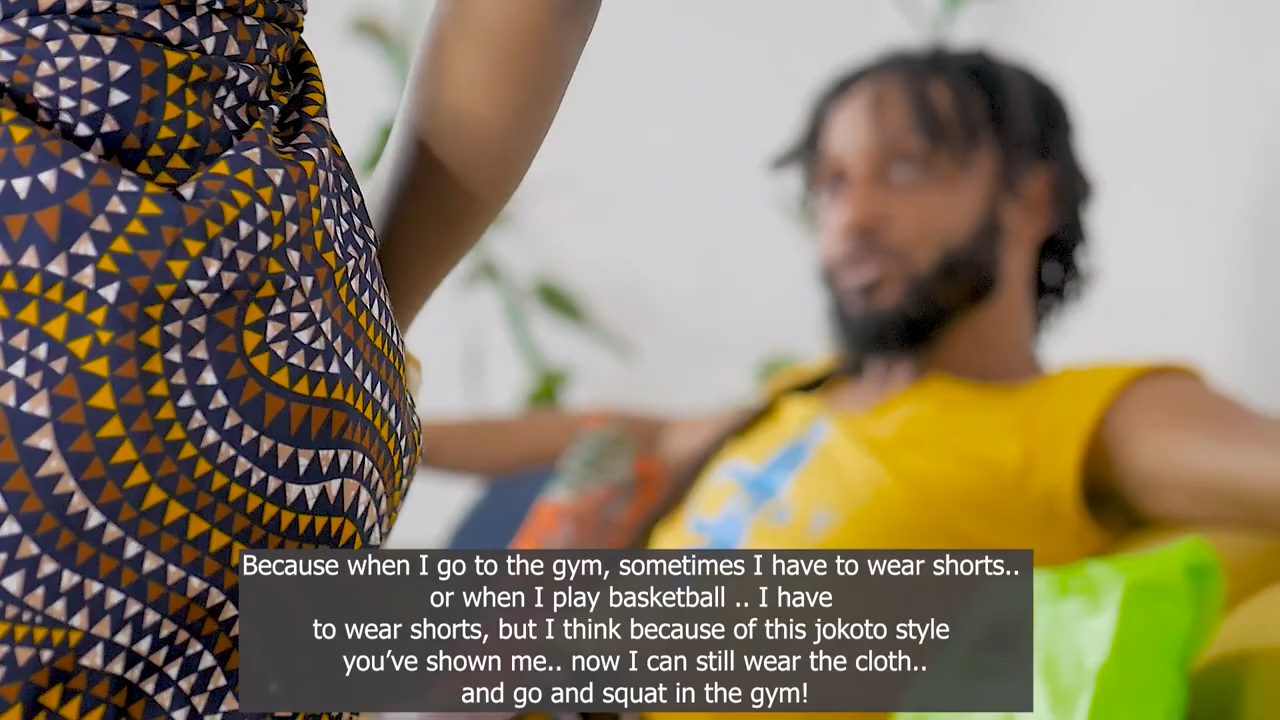 Because when I go to the gym, sometimes I have to wear shorts..
or when I play basketball .. I have
to wear shorts, but I think because of this jokoto style
you’ve shown me.. now I can still wear the cloth..
and go and squat in the gym!